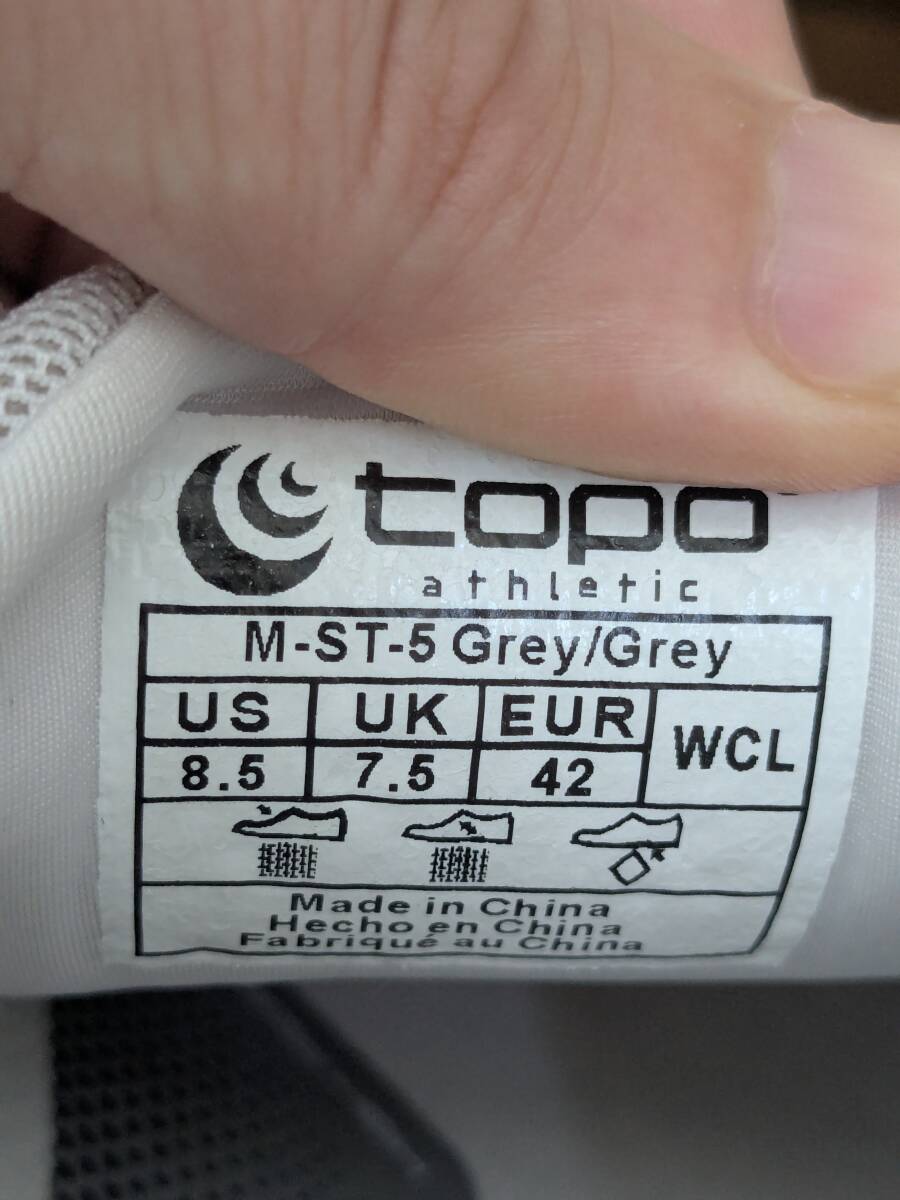 topo
athletic
M-ST-5 Grey/Grey
US UK EUR WCL
8.5 7.5 42
Made in China
Hecho en China
Fabriqué au China